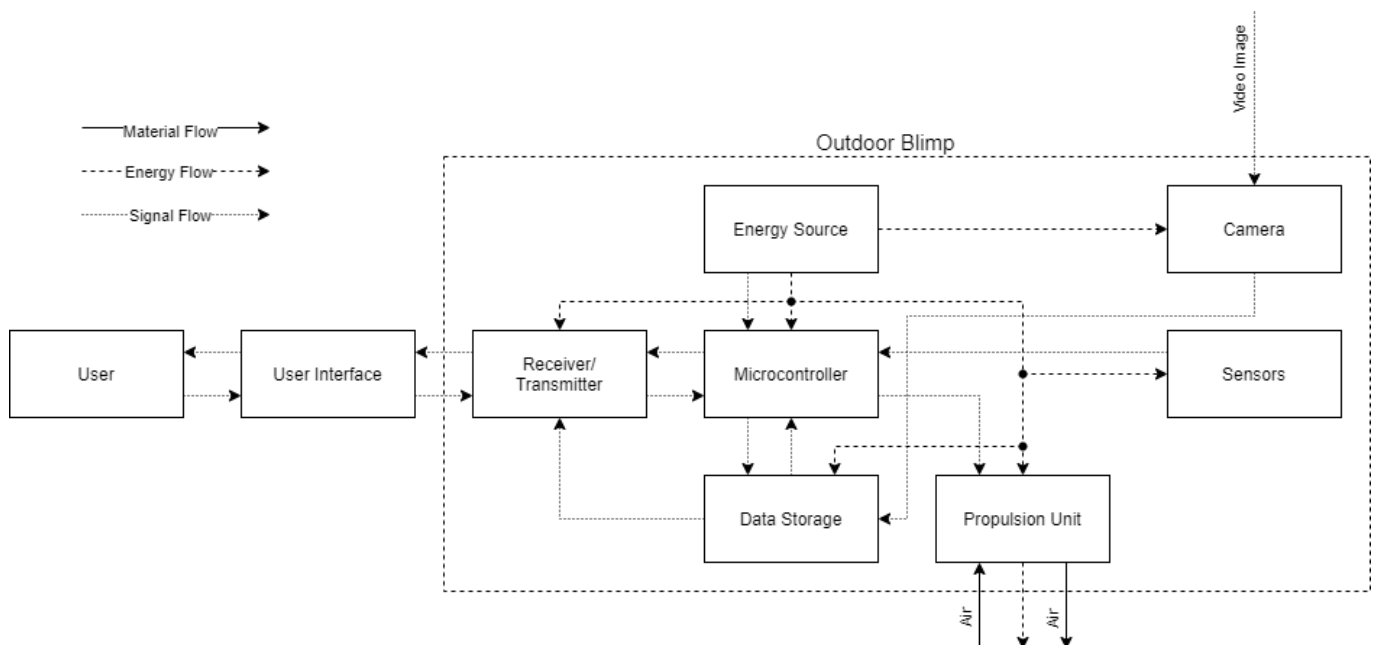 Video Image
Material Flow
Outdoor Blimp
Energy Flow
Signal Flow
Energy Source
Camera
User
User Interface
Receiver/
Transmitter
Microcontroller
Sensors
Data Storage
Propulsion Unit
Air
Air